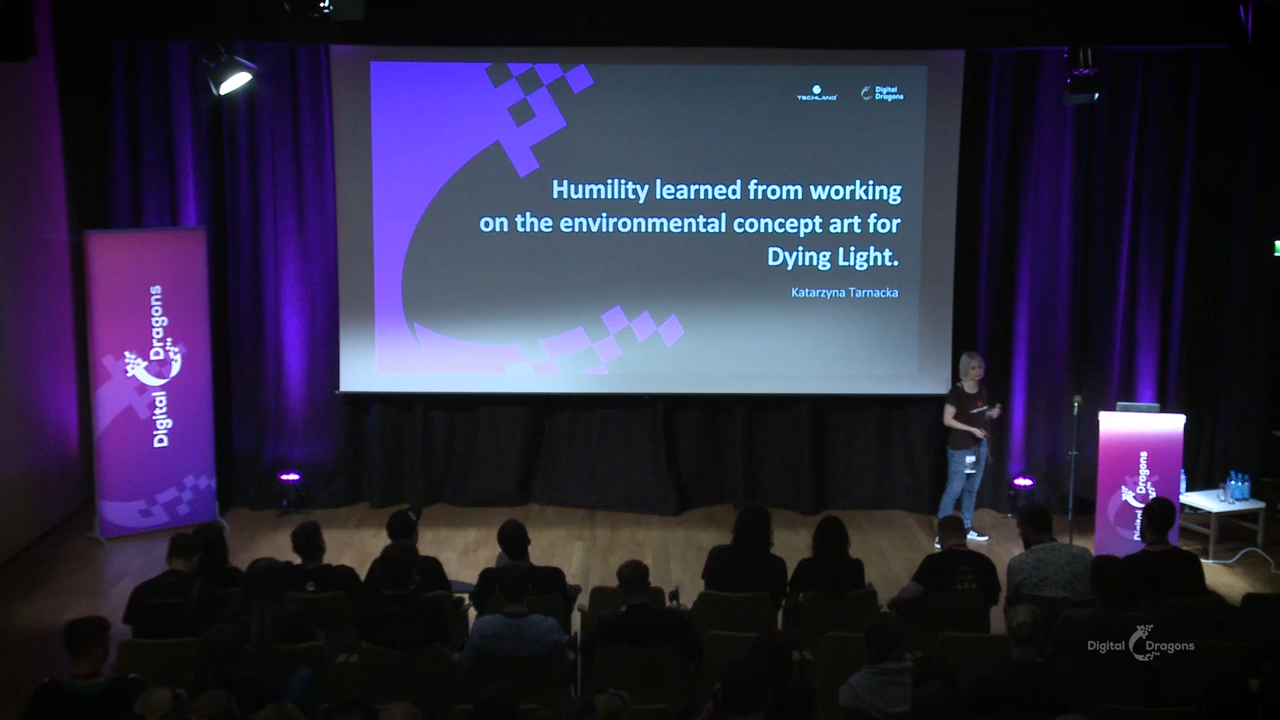 TECHLAND
Digital
Dragons
Humility learned from working
on the environmental concept art for
Dying Light.
Katarzyna Tarnacka
Digital Dragons
Digital Dragons
Digital Dragons